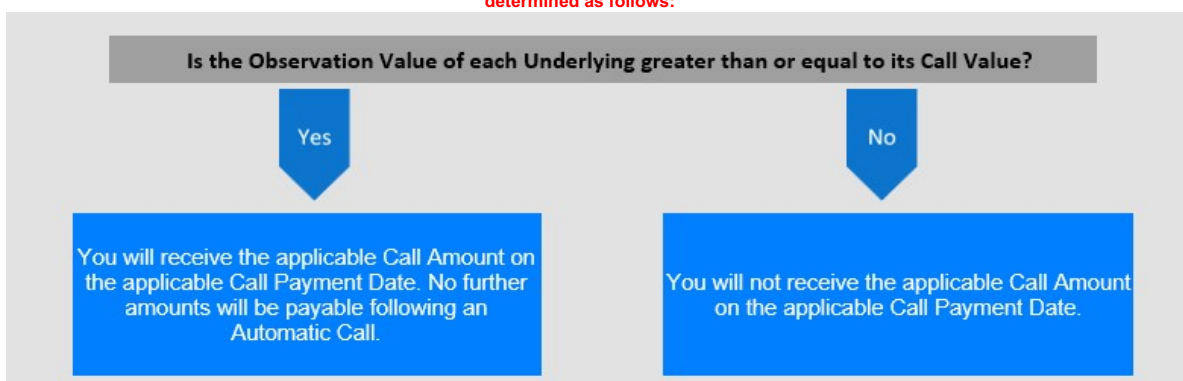 determined as follows:
Is the Observation Value of each Underlying greater than or equal to its Call Value?
Yes
No
You will receive the applicable Call Amount on
the applicable Call Payment Date. No further
amounts will be payable following an
Automatic Call.
You will not receive the applicable Call Amount
on the applicable Call Payment Date.